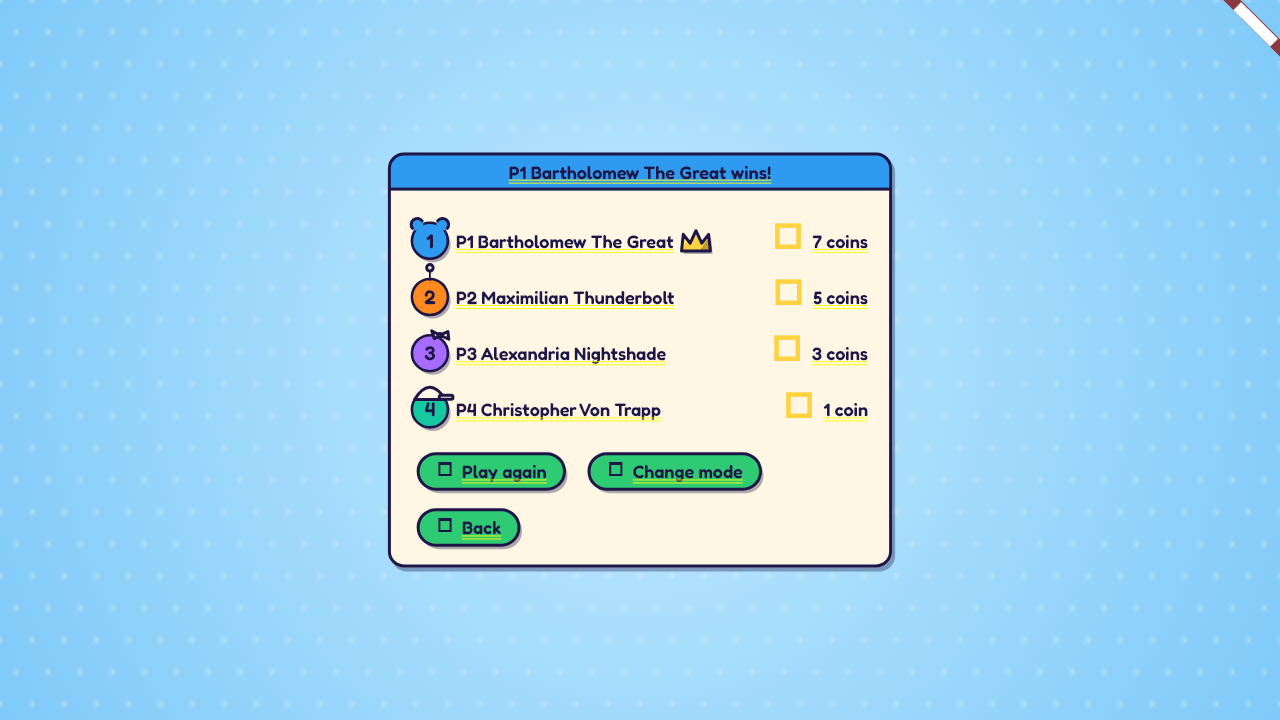 P1 Bartholomew The Great wins!
1 P1 Bartholomew The Great 7 coins
2 P2 Maximilian Thunderbolt 5 coins
3 P3 Alexandria Nightshade 3 coins
4 P4 Christopher Von Trapp 1 coin
Play again Change mode
Back